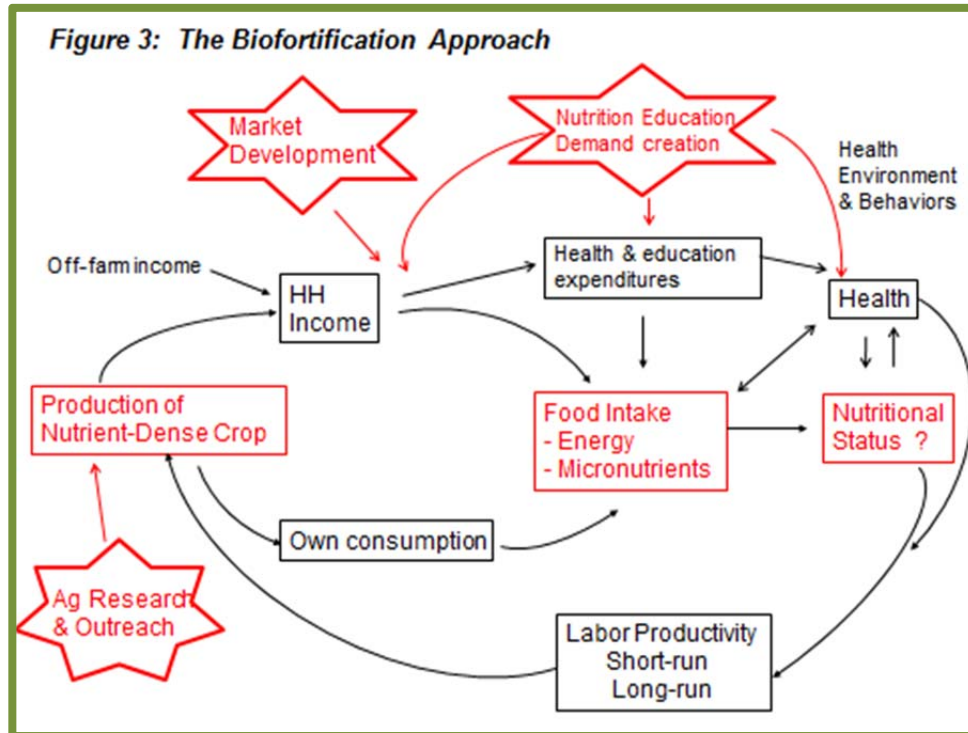 Figure 3: The Biofortification Approach
Market
Development
Nutrition Education
Demand creation
Health
Environment
& Behaviors
Off-farm income
HH
Income
Health & education
expenditures
Health
Production of
Nutrient-Dense Crop
Food Intake
- Energy
- Micronutrients
Nutritional
Status ?
Own consumption
Ag Research
& Outreach
Labor Productivity
Short-run
Long-run